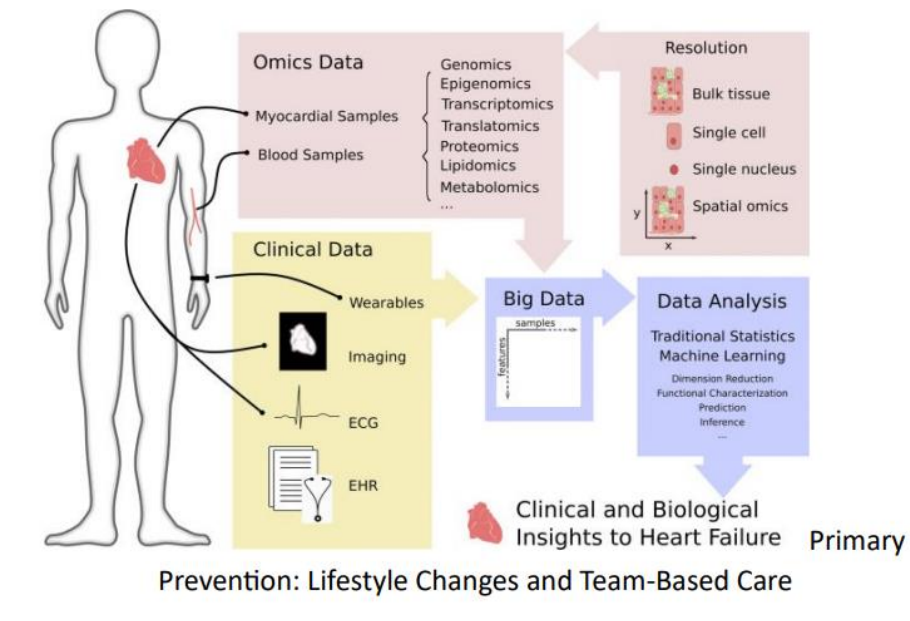 Omics Data
Myocardial Samples
Blood Samples
Genomics
Epigenomics
Transcriptomics
Translatomics
Proteomics
Lipidomics
Metabolomics
...
Resolution
Bulk tissue
Single cell
Single nucleus
Spatial omics
y
x
Clinical Data
Wearables
Imaging
ECG
EHR
Big Data
samples
features
Data Analysis
Traditional Statistics
Machine Learning
Dimension Reduction
Functional Characterization
Prediction
Inference
...
Clinical and Biological
Insights to Heart Failure
Primary
Prevention: Lifestyle Changes and Team-Based Care